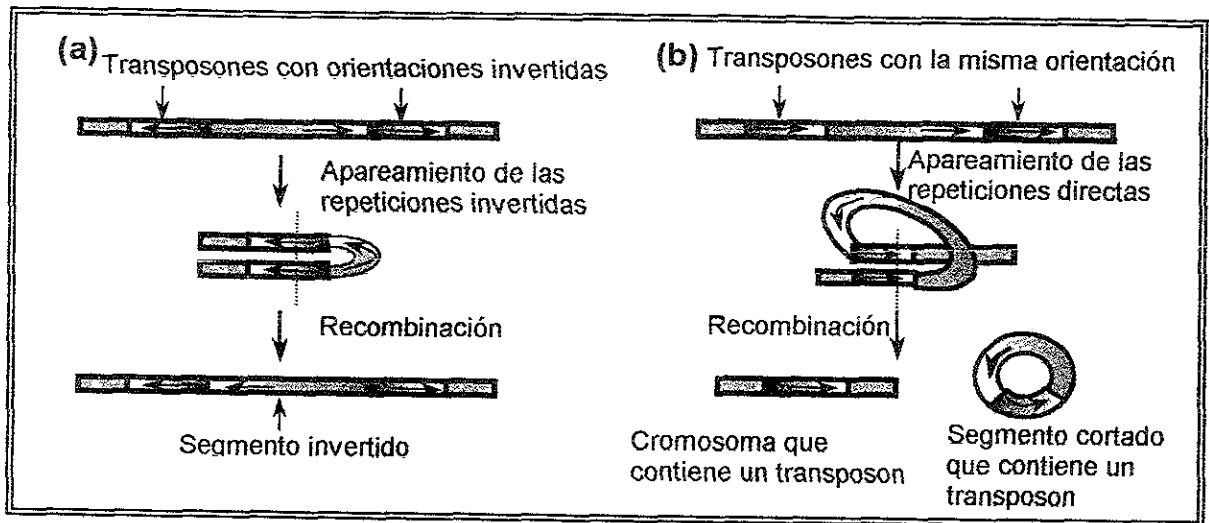 (a) Transposones con orientaciones invertidas
Apareamiento de las
repeticiones invertidas
Recombinación
Segmento invertido
(b) Transposones con la misma orientación
Apareamiento de las
repeticiones directas
Recombinación
Cromosoma que
contiene un transposon
Segmento cortado
que contiene un
transposon